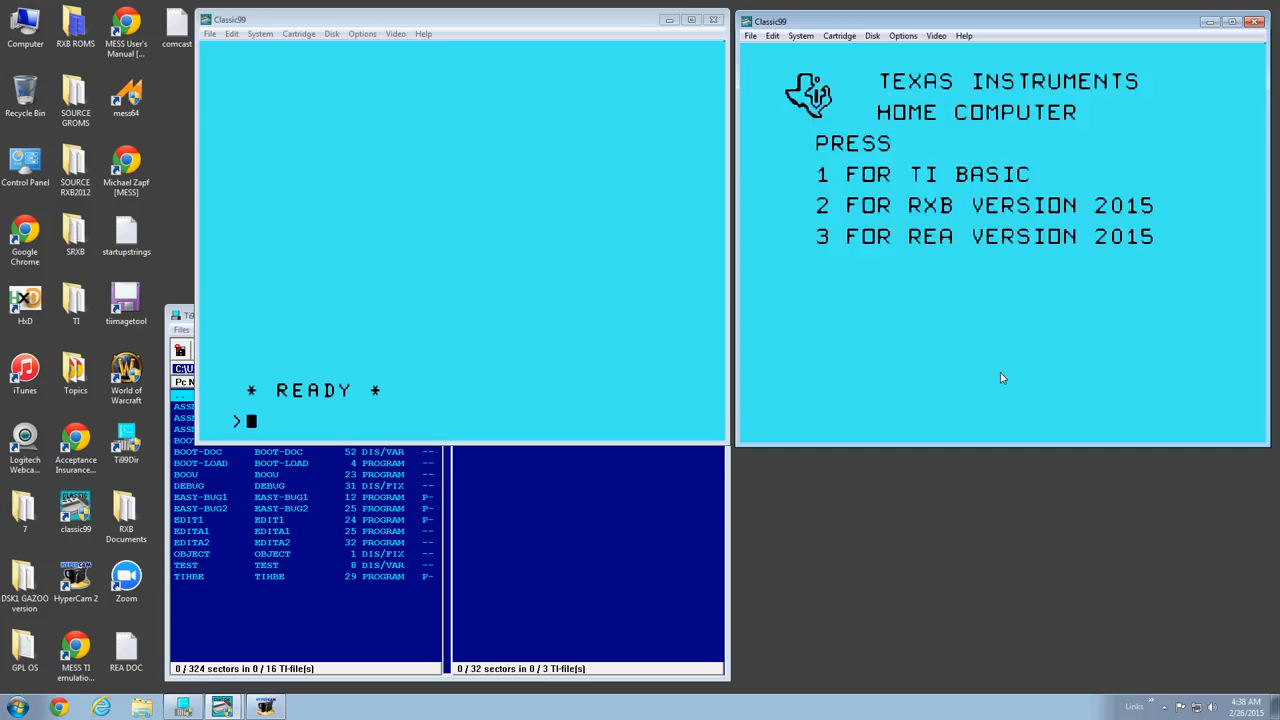 Computer
RXB ROMS
MESS User's
Manual [...
comcast
Recycle Bin
SOURCE
GROMS
mess64
Control Panel
SOURCE
RXB2012
Michael Zapf
[MESS]
Google
Chrome
SRXB
startupstrings
HxD
TI
tiimagetool
iTunes
Topics
World of
Warcraft
Logitech
Webca...
Acceptance
Insurance...
Ti99Dir
7
classic99
RXB
Documents
DSK1 GAZOO
version
HyperCam 2
Zoom
GPL OS
MESS TI
emulatio...
REA DOC
Classic99
File Edit System Cartridge Disk Options Video Help
* READY *
>
Classic99
File Edit System Cartridge Disk Options Video Help
TEXAS INSTRUMENTS
HOME COMPUTER
PRESS
1 FOR TI BASIC
2 FOR RXB VERSION 2015
3 FOR REA VERSION 2015
Files
C:\U
Pc N
..
BOOT-DOC BOOT-DOC 52 DIS/VAR --
BOOT-LOAD BOOT-LOAD 4 PROGRAM --
BOOU BOOU 23 PROGRAM --
DEBUG DEBUG 31 DIS/FIX --
EASY-BUG1 EASY-BUG1 12 PROGRAM P-
EASY-BUG2 EASY-BUG2 25 PROGRAM P-
EDIT1 EDIT1 24 PROGRAM P-
EDITA1 EDITA1 25 PROGRAM --
EDITA2 EDITA2 32 PROGRAM --
OBJECT OBJECT 1 DIS/FIX --
TEST TEST 8 DIS/VAR --
TIHBE TIHBE 29 PROGRAM P-
0 / 324 sectors in 0 / 16 TI-file(s)
0 / 32 sectors in 0 / 3 TI-file(s)
Links »
4:38 AM
2/26/2015